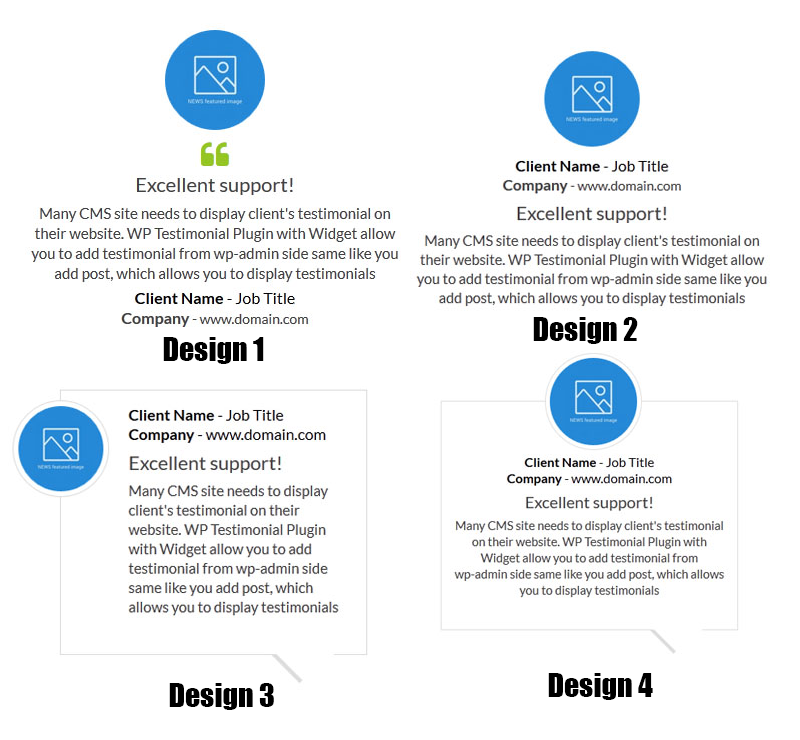 NEWS featured image
Excellent support!
Many CMS site needs to display client's testimonial on
their website. WP Testimonial Plugin with Widget allow
you to add testimonial from wp-admin side same like you
add post, which allows you to display testimonials
Client Name - Job Title
Company - www.domain.com
Design 1
NEWS featured image
Client Name - Job Title
Company - www.domain.com
Excellent support!
Many CMS site needs to display client's testimonial on
their website. WP Testimonial Plugin with Widget allow
you to add testimonial from wp-admin side same like you
add post, which allows you to display testimonials
Design 2
NEWS featured image
Client Name - Job Title
Company - www.domain.com
Excellent support!
Many CMS site needs to display
client's testimonial on their
website. WP Testimonial Plugin
with Widget allow you to add
testimonial from wp-admin side
same like you add post, which
allows you to display testimonials
Design 3
NEWS featured image
Client Name - Job Title
Company - www.domain.com
Excellent support!
Many CMS site needs to display client's testimonial
on their website. WP Testimonial Plugin with
Widget allow you to add testimonial from
wp-admin side same like you add post, which allows
you to display testimonials
Design 4